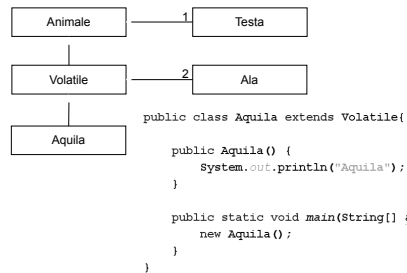 Animale 1 Testa
Volatile 2 Ala
Aquila
public class Aquila extends Volatile{
public Aquila() {
System.out.println("Aquila");
}
public static void main(String[]
new Aquila();
}
}